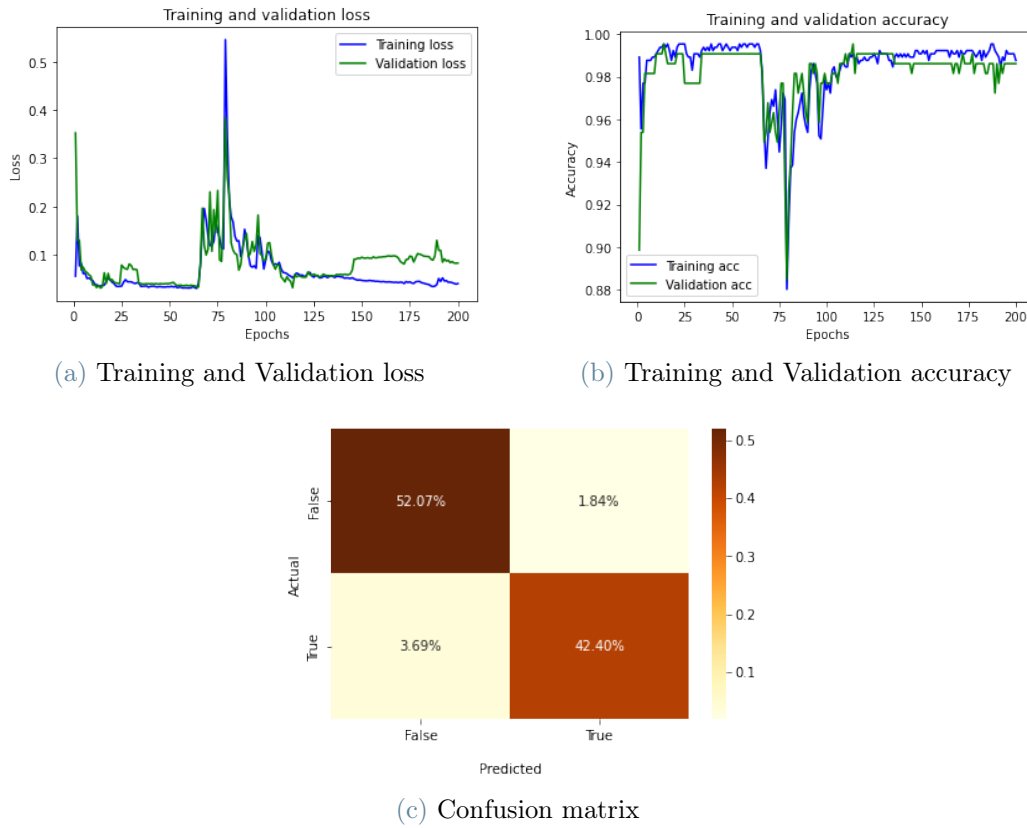 Training and validation loss
Training loss
Validation loss
0.5
0.4
0.3
0.2
0.1
Loss
0 25 50 75 100 125 150 175 200
Epochs
(a) Training and Validation loss
Training and validation accuracy
1.00
0.98
0.96
0.94
0.92
0.90
0.88
Accuracy
Training acc
Validation acc
0 25 50 75 100 125 150 175 200
Epochs
(b) Training and Validation accuracy
Actual
False
52.07% 1.84%
True
3.69% 42.40%
False True
Predicted
0.5
0.4
0.3
0.2
0.1
(c) Confusion matrix